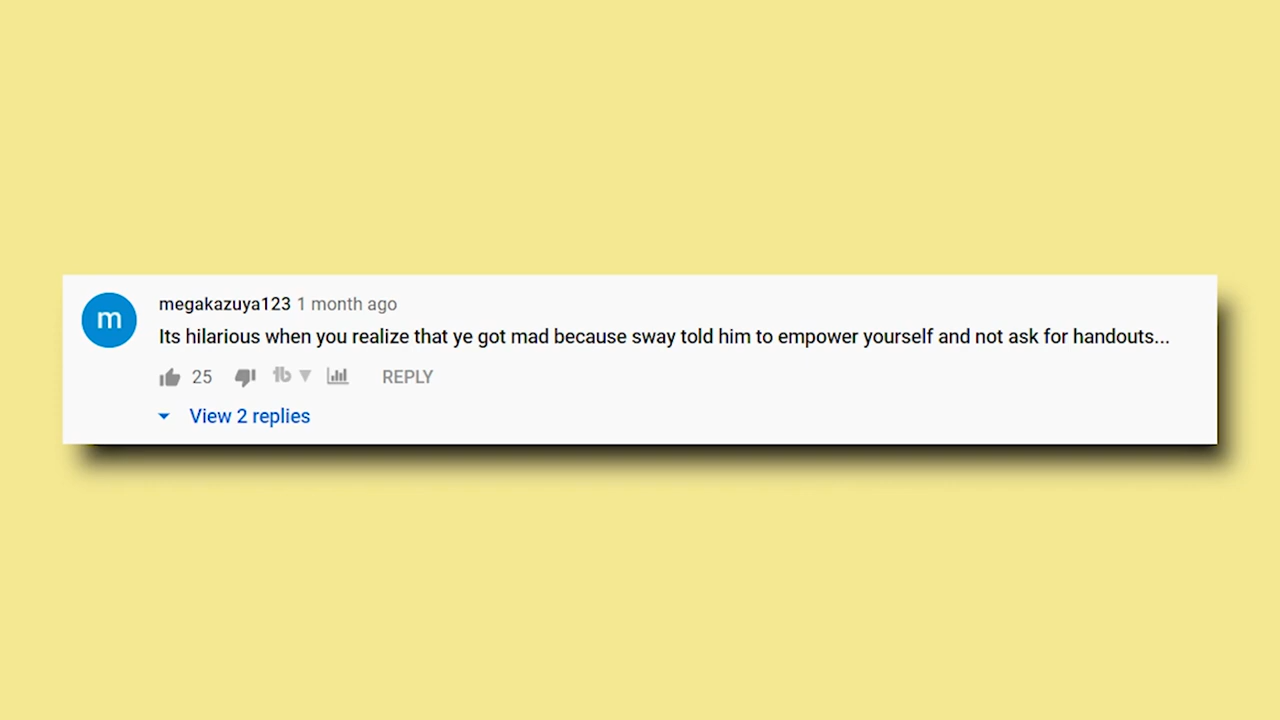 m
megakazuya123 1 month ago
Its hilarious when you realize that ye got mad because sway told him to empower yourself and not ask for handouts...
25 tb REPLY
View 2 replies